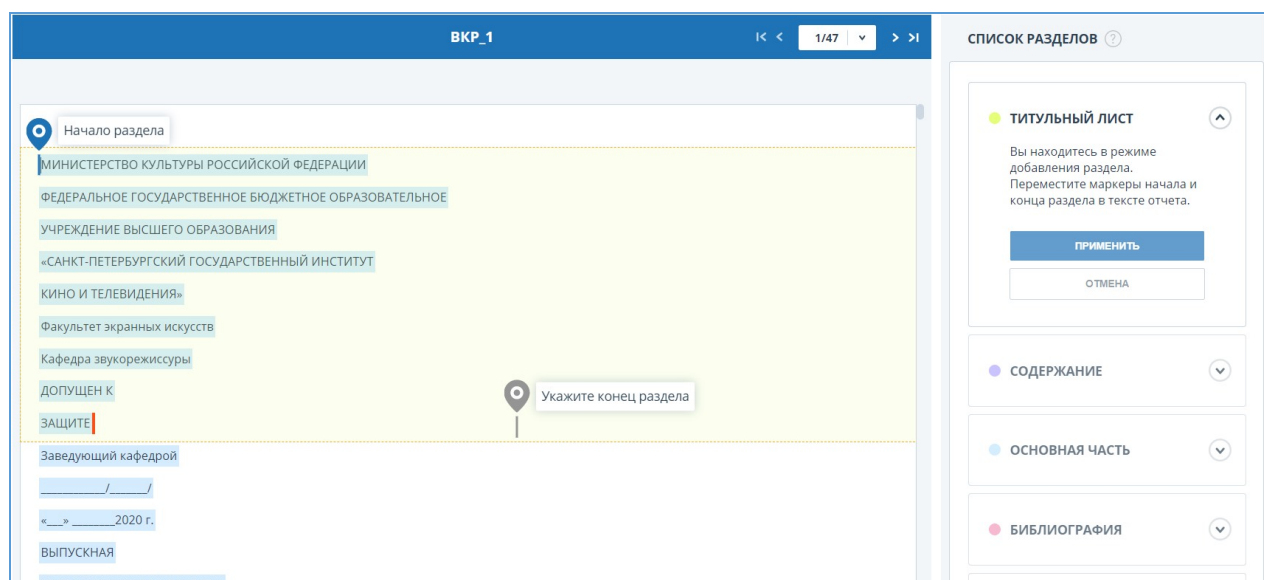 ВКР_1
1/47
СПИСОК РАЗДЕЛОВ ?
Начало раздела
МИНИСТЕРСТВО КУЛЬТУРЫ РОССИЙСКОЙ ФЕДЕРАЦИИ
ФЕДЕРАЛЬНОЕ ГОСУДАРСТВЕННОЕ БЮДЖЕТНОЕ ОБРАЗОВАТЕЛЬНОЕ
УЧРЕЖДЕНИЕ ВЫСШЕГО ОБРАЗОВАНИЯ
«САНКТ-ПЕТЕРБУРГСКИЙ ГОСУДАРСТВЕННЫЙ ИНСТИТУТ
КИНО И ТЕЛЕВИДЕНИЯ»
Факультет экранных искусств
Кафедра звукорежиссуры
ДОПУЩЕН К
Укажите конец раздела
ЗАЩИТЕ
Заведующий кафедрой
____________/_______/
«___» ________2020 г.
ВЫПУСКНАЯ
ТИТУЛЬНЫЙ ЛИСТ
Вы находитесь в режиме
добавления раздела.
Переместите маркеры начала и
конца раздела в тексте отчета.
ПРИМЕНИТЬ
ОТМЕНА
СОДЕРЖАНИЕ
ОСНОВНАЯ ЧАСТЬ
БИБЛИОГРАФИЯ